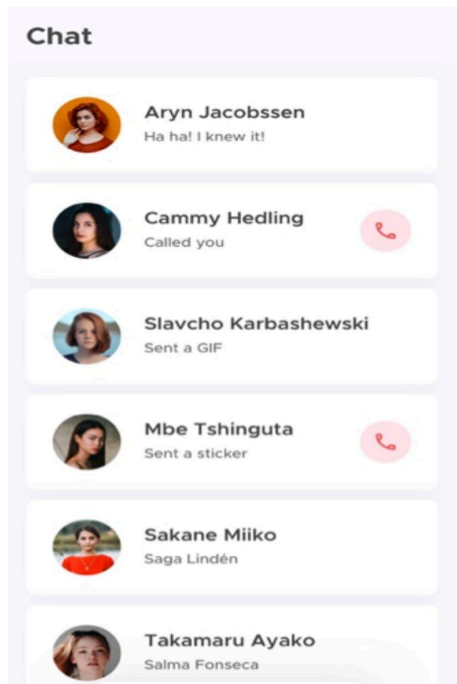 Chat
Aryn Jacobssen
Ha ha! I knew it!
Cammy Hedling
Called you
Slavcho Karbashewski
Sent a GIF
Mbe Tshinguta
Sent a sticker
Sakane Miiko
Saga Lindén
Takamaru Ayako
Salma Fonseca